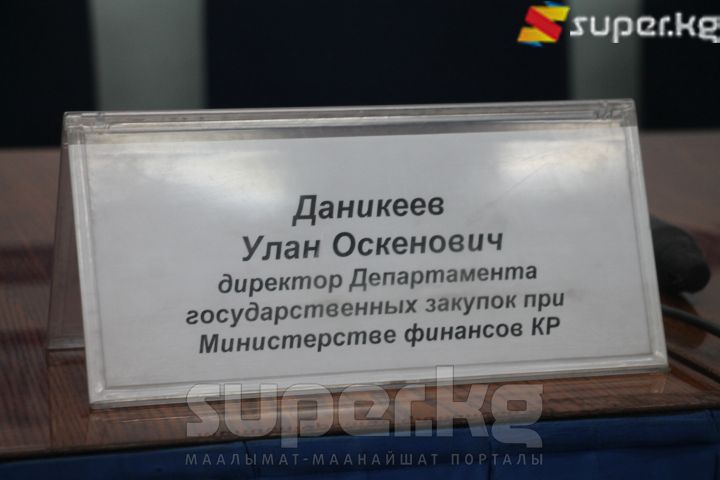 super.kg
Даникеев
Улан Оскенович
директор Департамента
государственных закупок при
Министерстве финансов КР
super.kg
МААЛЫМАТ-МААНАЙШАТ ПОРТАЛЫ